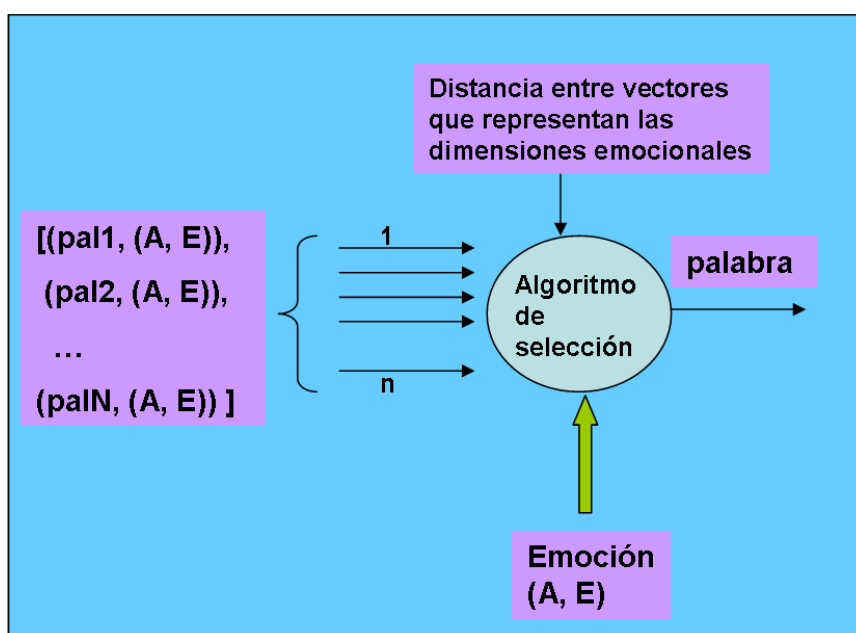 Distancia entre vectores
que representan las
dimensiones emocionales
[(pal1, (A, E)),
(pal2, (A, E)),
...
(palN, (A, E)) ]
1
n
Algoritmo
de
selección
palabra
Emoción
(A, E)